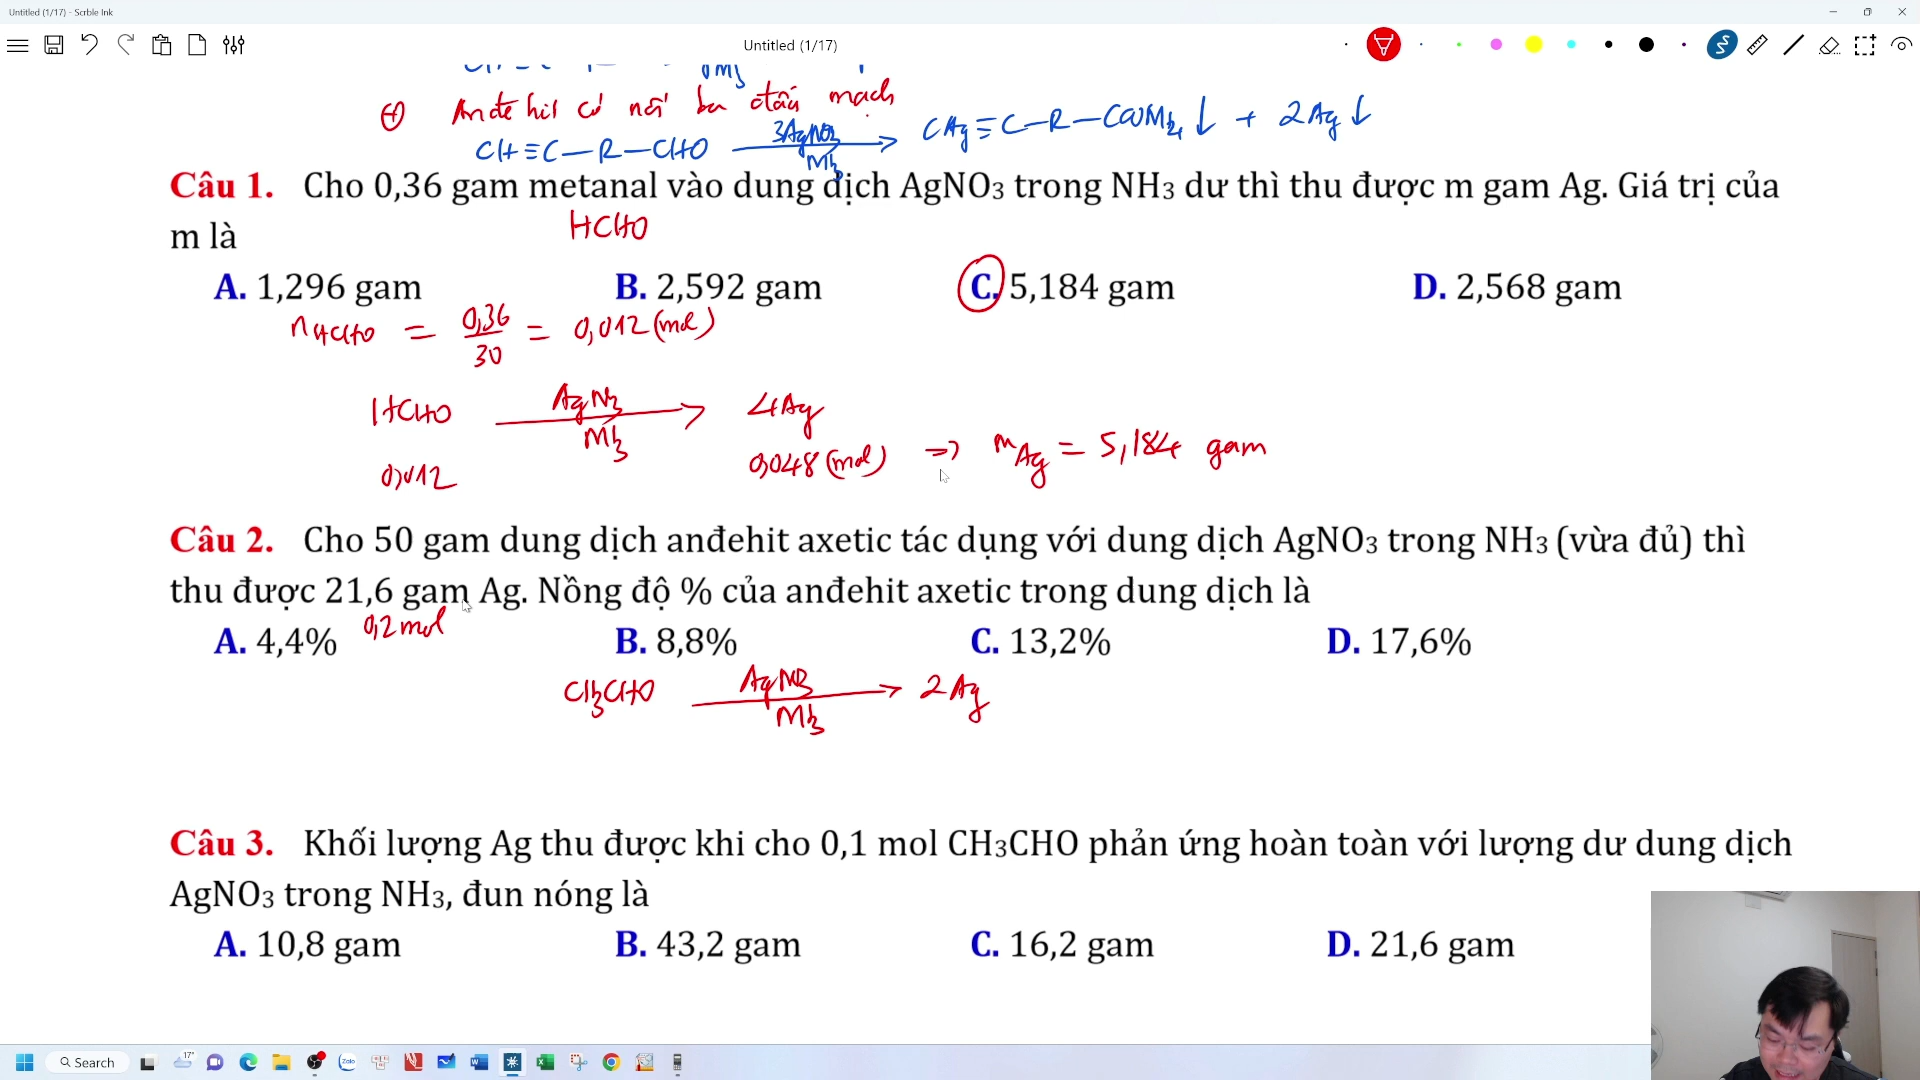 Untitled (1/17) - Scrble Ink
Untitled (1/17)
⊕ Anđehit có nối ba đầu mạch
CH≡C—R—CHO 3AgNO3 NH3 → CAg≡C—R—COONH4↓ + 2Ag↓
Câu 1. Cho 0,36 gam metanal vào dung dịch AgNO3 trong NH3 dư thì thu được m gam Ag. Giá trị của
m là
HCHO
A. 1,296 gam B. 2,592 gam C. 5,184 gam D. 2,568 gam
nHCHO = 0,36/30 = 0,012 (mol)
HCHO AgN3 NH3 → 4Ag
0,012 0,048 (mol) => mAg = 5,184 gam
Câu 2. Cho 50 gam dung dịch anđehit axetic tác dụng với dung dịch AgNO3 trong NH3 (vừa đủ) thì
thu được 21,6 gam Ag. Nồng độ % của anđehit axetic trong dung dịch là
0,2 mol
A. 4,4% B. 8,8% C. 13,2% D. 17,6%
CH3CHO AgNO3 NH3 → 2Ag
Câu 3. Khối lượng Ag thu được khi cho 0,1 mol CH3CHO phản ứng hoàn toàn với lượng dư dung dịch
AgNO3 trong NH3, đun nóng là
A. 10,8 gam B. 43,2 gam C. 16,2 gam D. 21,6 gam
Search
17°
Zalo